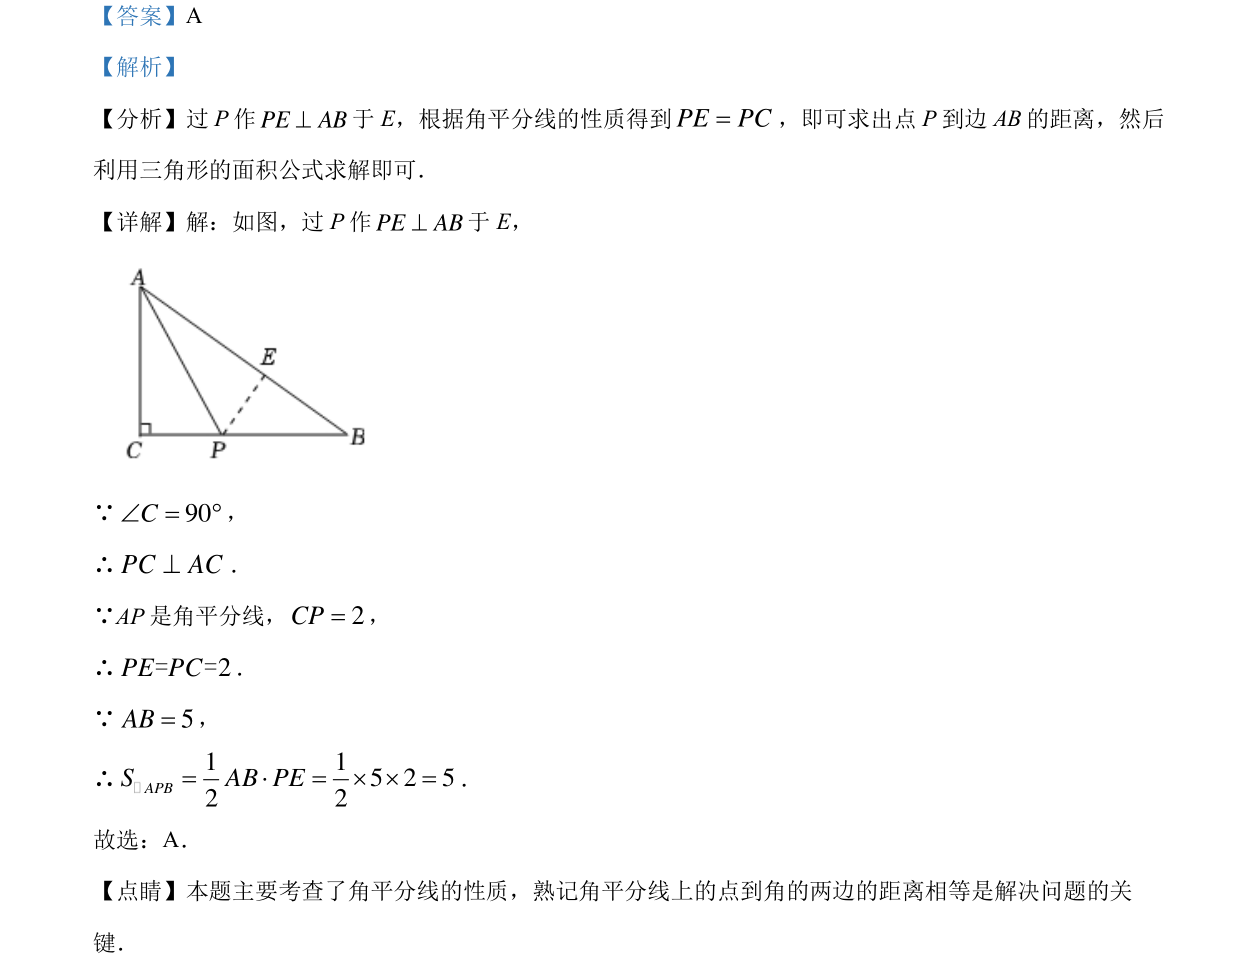 【答案】A
【解析】
【分析】过 P 作 PE ⊥ AB 于 E，根据角平分线的性质得到 PE = PC ，即可求出点 P 到边 AB 的距离，然后
利用三角形的面积公式求解即可．
【详解】解：如图，过 P 作 PE ⊥ AB 于 E，
A
E
C
P
B
∵ ∠C = 90° ，
∴ PC ⊥ AC ．
∵AP 是角平分线， CP = 2 ，
∴ PE=PC=2 ．
∵ AB = 5 ，
∴ S□APB = 1/2 AB · PE = 1/2 × 5 × 2 = 5 ．
故选：A．
【点睛】本题主要考查了角平分线的性质，熟记角平分线上的点到角的两边的距离相等是解决问题的关
键．